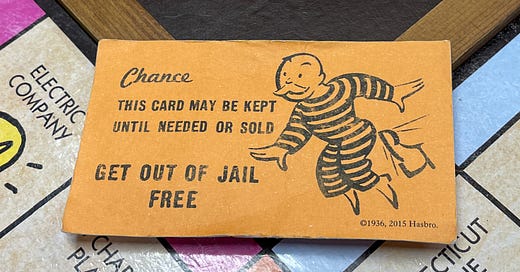 Chance
THIS CARD MAY BE KEPT
UNTIL NEEDED OR SOLD
GET OUT OF JAIL
FREE
©1936, 2015 Hasbro.
ELECTRIC
COMPANY